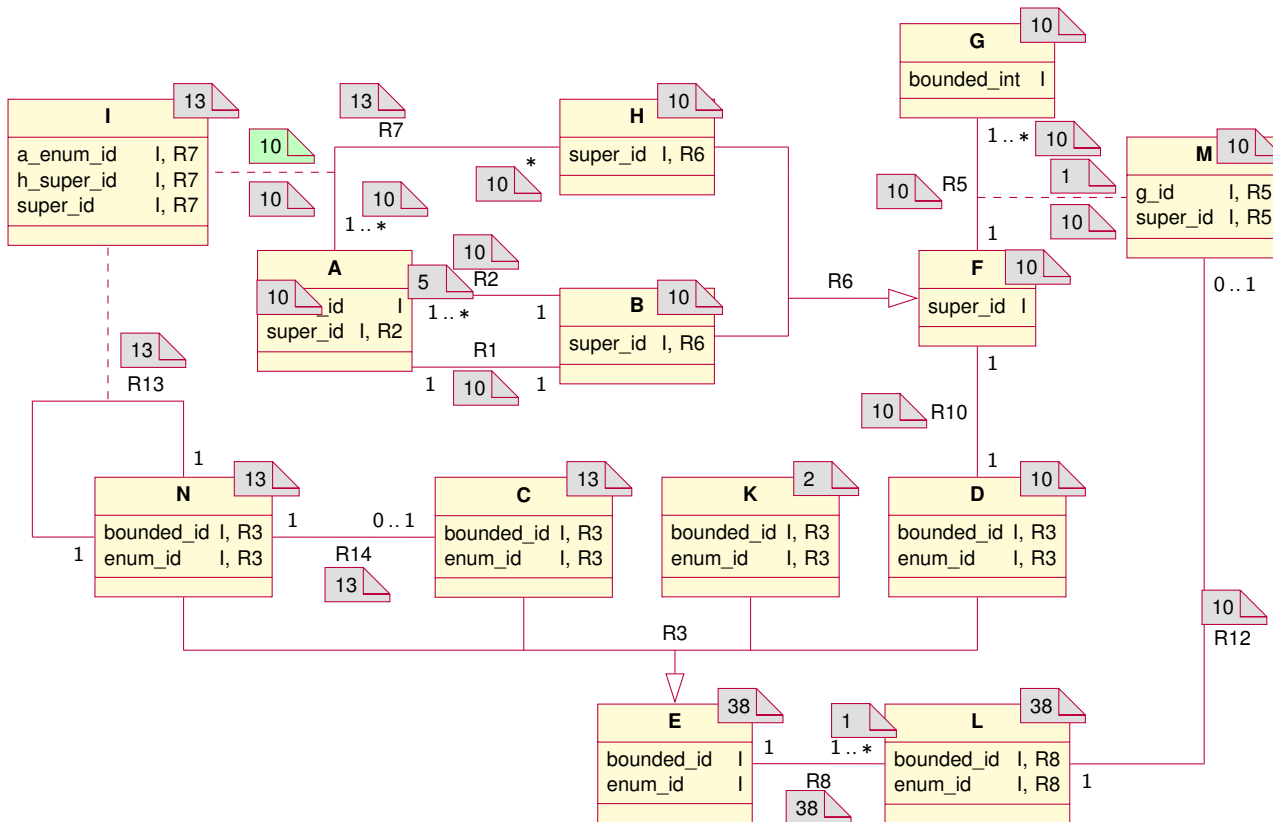 G
10
bounded_int I
I
13
a_enum_id I, R7
h_super_id I, R7
super_id I, R7
13
R7
10
10
H
10
super_id I, R6
*
10
10
1 .. *
1 .. *
10
R5
10
1
10
1
M
10
g_id I, R5
super_id I, R5
0 .. 1
A
10
_id I
super_id I, R2
5
10
R2
1 .. *
1
R1
1
10
1
B
10
super_id I, R6
R6
F
10
super_id I
1
10
R10
1
13
R13
1
1
N
13
bounded_id I, R3
enum_id I, R3
1
0 .. 1
R14
13
C
13
bounded_id I, R3
enum_id I, R3
K
2
bounded_id I, R3
enum_id I, R3
D
10
bounded_id I, R3
enum_id I, R3
R3
10
R12
E
38
bounded_id I
enum_id I
1
1
1 .. *
R8
38
L
38
bounded_id I, R8
enum_id I, R8
1